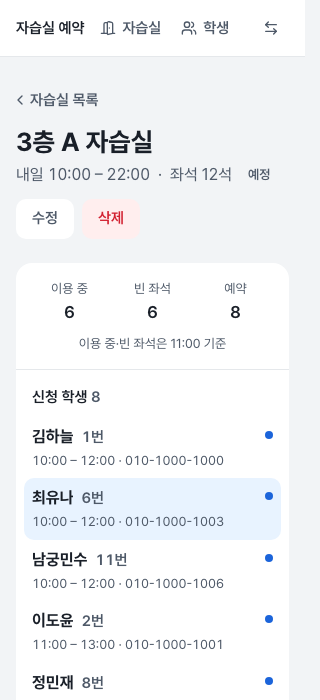 자습실 예약 자습실 학생
자습실 목록
3층 A 자습실
내일 10:00 – 22:00 · 좌석 12석 예정
수정 삭제
이용 중 빈 좌석 예약
6 6 8
이용 중·빈 좌석은 11:00 기준
신청 학생 8
김하늘 1번
10:00 – 12:00 · 010-1000-1000
최유나 6번
10:00 – 12:00 · 010-1000-1003
남궁민수 11번
10:00 – 12:00 · 010-1000-1006
이도윤 2번
11:00 – 13:00 · 010-1000-1001
정민재 8번